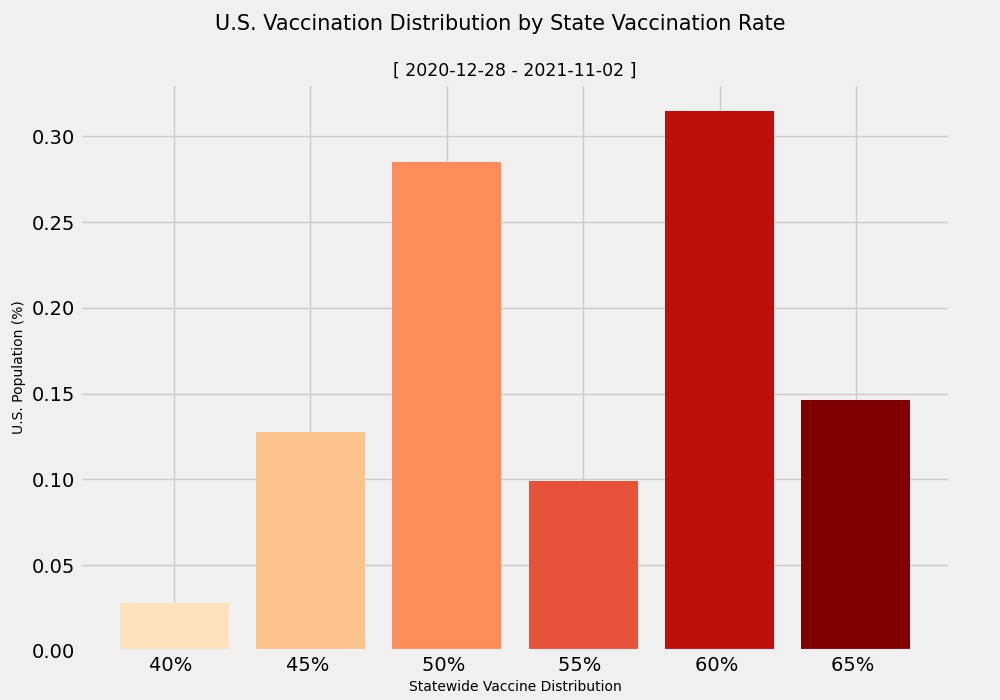 U.S. Vaccination Distribution by State Vaccination Rate
[ 2020-12-28 - 2021-11-02 ]
U.S. Population (%)
0.30
0.25
0.20
0.15
0.10
0.05
0.00
40% 45% 50% 55% 60% 65%
Statewide Vaccine Distribution